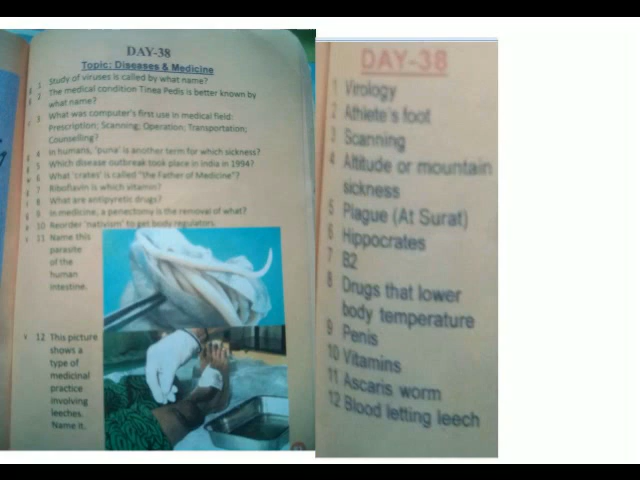 DAY-38
Topic: Diseases & Medicine
1 Study of viruses is called by what name?
2 The medical condition Tinea Pedis is better known by
what name?
3 What was computer's first use in medical field:
Prescription; Scanning; Operation; Transportation;
Counselling?
4 In humans, 'puna' is another term for which sickness?
5 Which disease outbreak took place in India in 1994?
6 What 'crates' is called "the Father of Medicine"?
7 Riboflavin is which vitamin?
8 What are antipyretic drugs?
9 In medicine, a penectomy is the removal of what?
10 Reorder 'nativism' to get body regulators.
11 Name this
parasite
of the
human
intestine.
12 This picture
shows a
type of
medicinal
practice
involving
leeches.
Name it.
DAY-38
1 Virology
2 Athlete's foot
3 Scanning
4 Altitude or mountain
sickness
5 Plague (At Surat)
6 Hippocrates
7 B2
8 Drugs that lower
body temperature
9 Penis
10 Vitamins
11 Ascaris worm
12 Blood letting leech